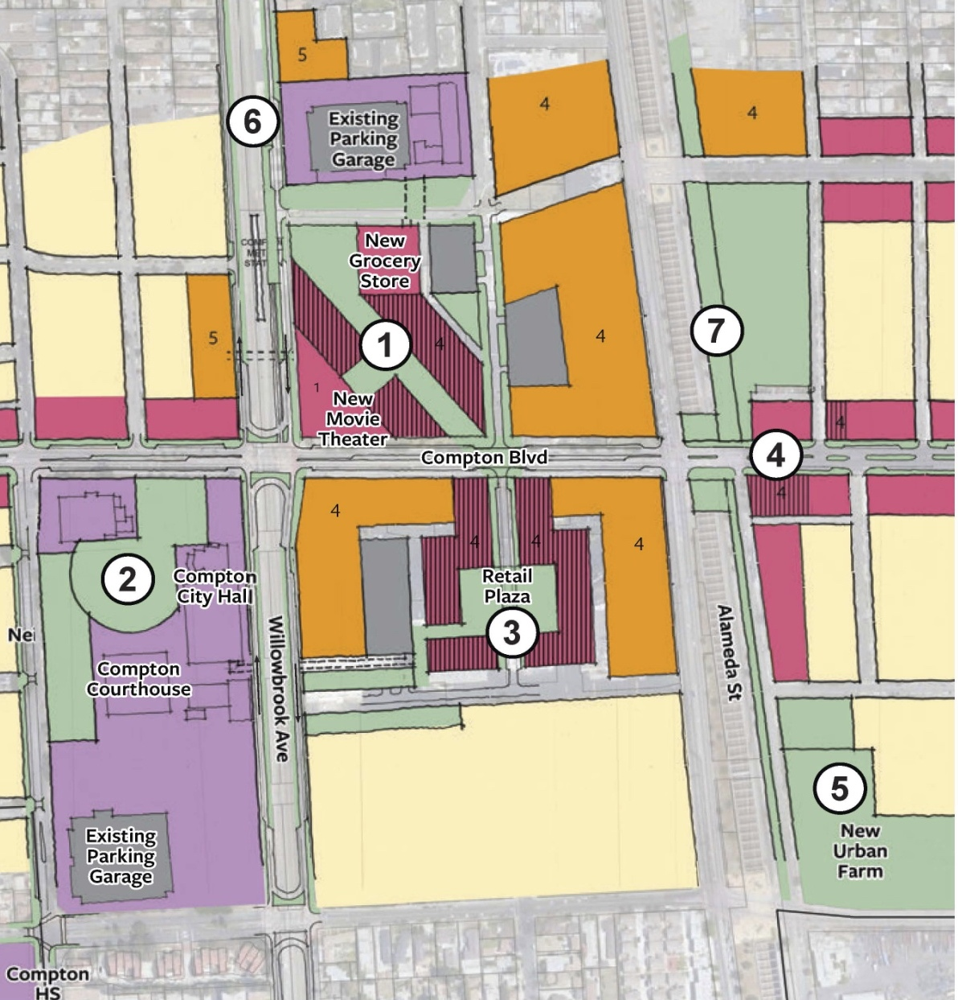 5
6
Existing
Parking
Garage
4
4
New
Grocery
Store
7
5
1
4
4
1
New
Movie
Theater
4
4
Compton Blvd
4
4
4
4
4
2
Compton
City Hall
Retail
Plaza
3
Willowbrook Ave
Alameda St
Compton
Courthouse
5
New
Urban
Farm
Existing
Parking
Garage
Compton
HS